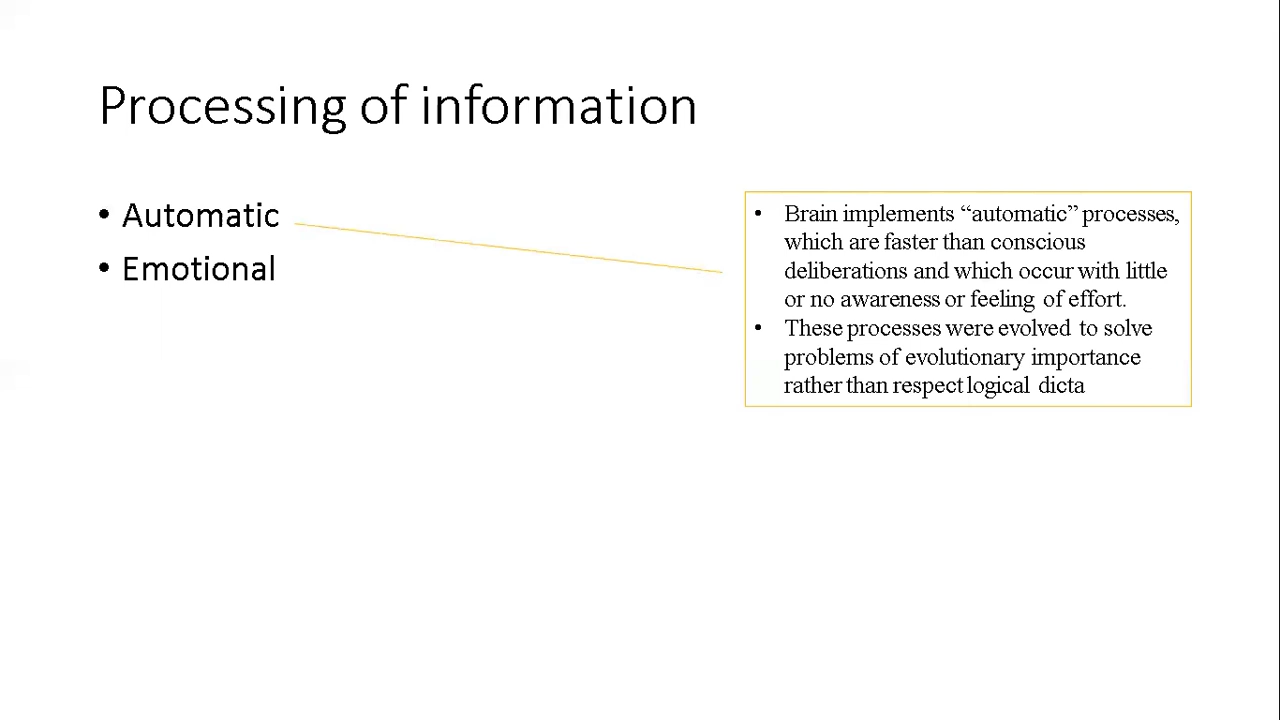 Processing of information
• Automatic
• Emotional
• Brain implements “automatic” processes,
which are faster than conscious
deliberations and which occur with little
or no awareness or feeling of effort.
• These processes were evolved to solve
problems of evolutionary importance
rather than respect logical dicta